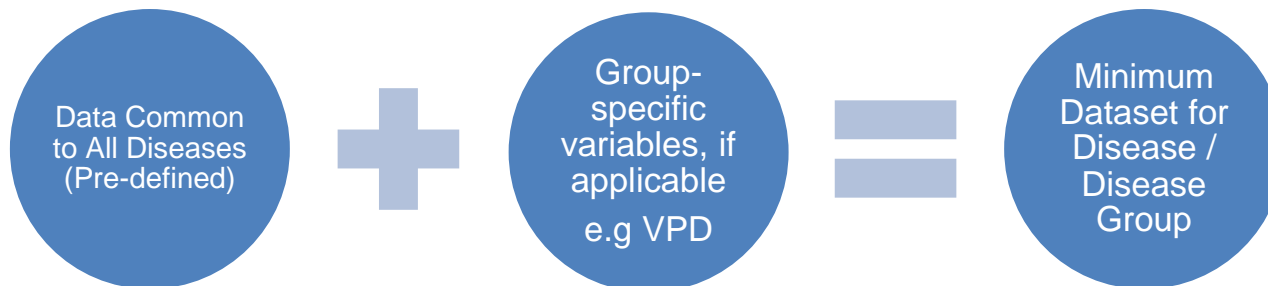 Data Common
to All Diseases
(Pre-defined)
Group-
specific
variables, if
applicable
e.g VPD
Minimum
Dataset for
Disease /
Disease
Group